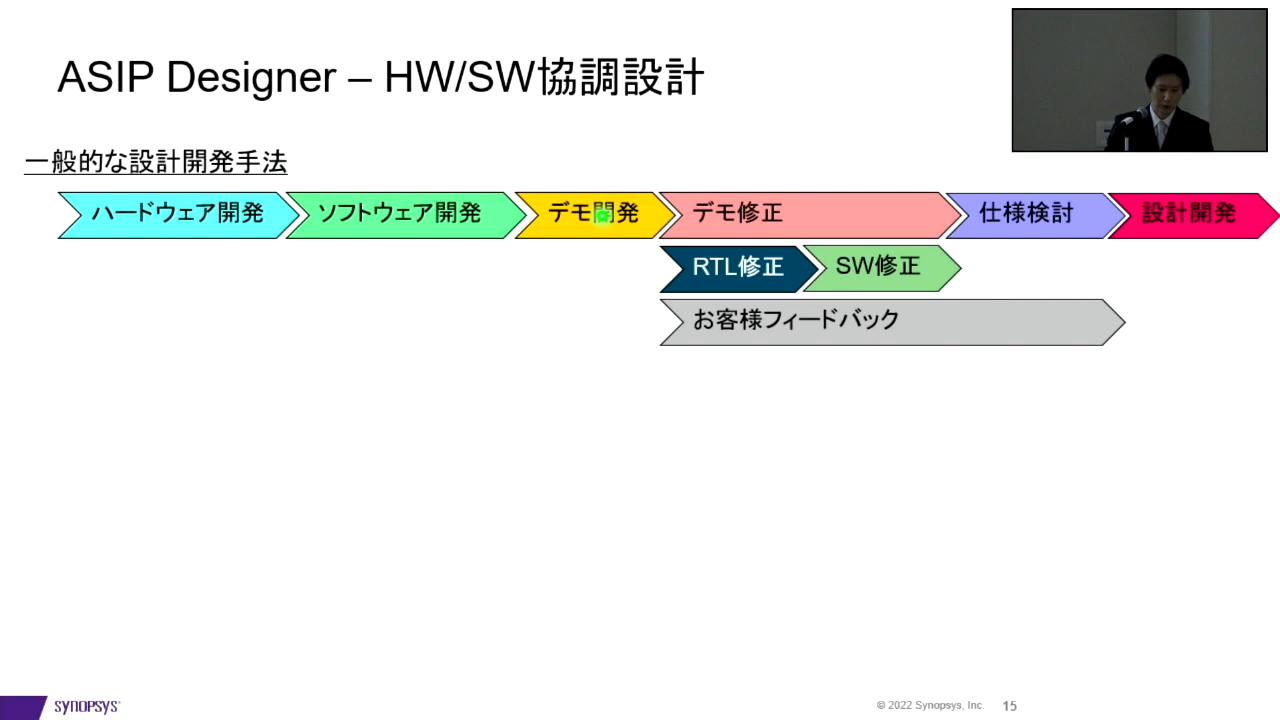 ASIP Designer – HW/SW協調設計
一般的な設計開発手法
ハードウェア開発 ソフトウェア開発 デモ開発 デモ修正 仕様検討 設計開発
RTL修正 SW修正
お客様フィードバック
SYNOPSYS © 2022 Synopsys, Inc. 15